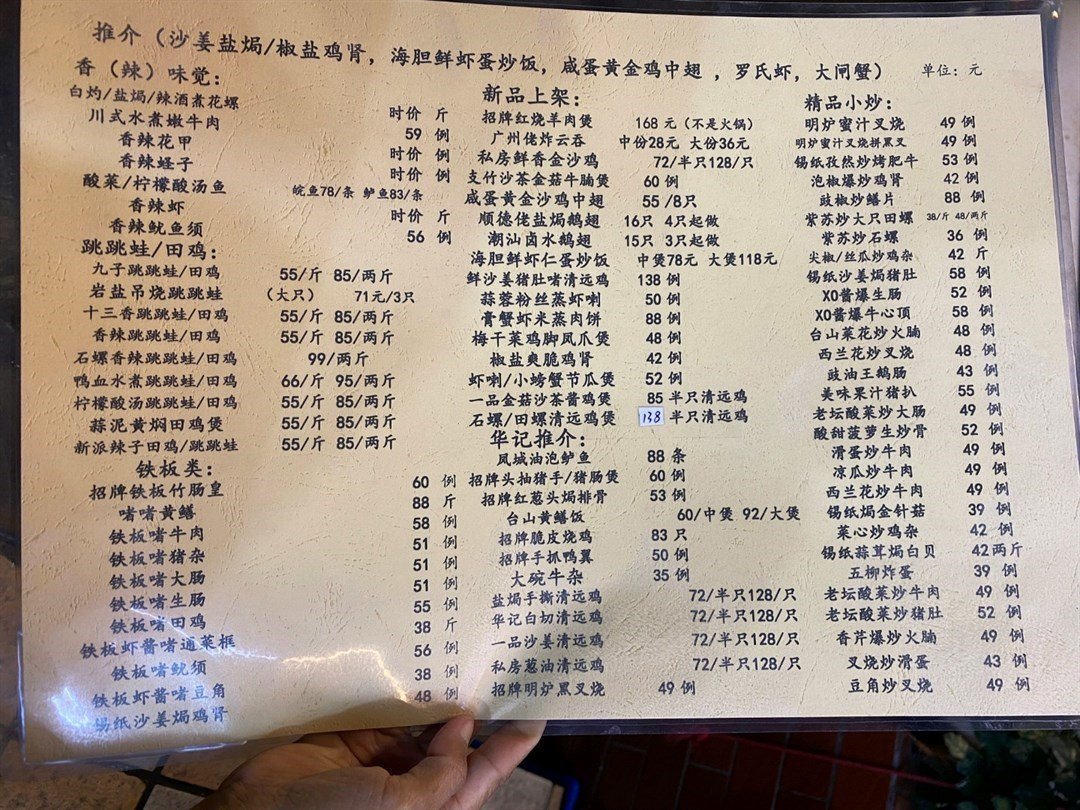 推介（沙姜盐焗/椒盐鸡肾，海胆鲜虾蛋炒饭，咸蛋黄金鸡中翅，罗氏虾，大闸蟹） 单位：元
香（辣）味觉：
白灼/盐焗/辣酒煮花螺 时价 斤
川式水煮嫩牛肉 59 例
香辣花甲 时价 例
香辣蛏子 时价 例
酸菜/柠檬酸汤鱼 皖鱼78/条 鲈鱼83/条
香辣虾 时价 斤
香辣鱿鱼须 56 例
跳跳蛙/田鸡：
九子跳跳蛙/田鸡 55/斤 85/两斤
岩盐吊烧跳跳蛙 （大只） 71元/3只
十三香跳跳蛙/田鸡 55/斤 85/两斤
香辣跳跳蛙/田鸡 55/斤 85/两斤
石螺香辣跳跳蛙/田鸡 99/两斤
鸭血水煮跳跳蛙/田鸡 66/斤 95/两斤
柠檬酸汤跳跳蛙/田鸡 55/斤 85/两斤
蒜泥黄焖田鸡煲 55/斤 85/两斤
新派辣子田鸡/跳跳蛙 55/斤 85/两斤
铁板类：
招牌铁板竹肠皇 60 例
啫啫黄鳝 88 斤
铁板啫牛肉 58 例
铁板啫猪杂 51 例
铁板啫大肠 51 例
铁板啫生肠 51 例
铁板啫田鸡 55 例
铁板虾酱啫通菜框 38 斤
铁板啫鱿须 56 例
铁板虾酱啫豆角 38 例
锡纸沙姜焗鸡肾 48 例
新品上架：
招牌红烧羊肉煲 168 元（不是火锅）
广州佬炸云吞 中份28元 大份36元
私房鲜香金沙鸡 72/半只128/只
支竹沙茶金菇牛腩煲 60 例
咸蛋黄金沙鸡中翅 55 /8只
顺德佬盐焗鹅翅 16只 4只起做
潮汕卤水鹅翅 15只 3只起做
海胆鲜虾仁蛋炒饭 中煲78元 大煲118元
鲜沙姜猪肚啫清远鸡 138 例
蒜蓉粉丝蒸虾喇 50 例
膏蟹虾米蒸肉饼 88 例
梅干菜鸡脚凤爪煲 48 例
椒盐爽脆鸡肾 42 例
虾喇/小螃蟹节瓜煲 52 例
一品金菇沙茶酱鸡煲 85 半只清远鸡
石螺/田螺清远鸡煲 138 半只清远鸡
华记推介：
凤城油泡鲈鱼 88 条
招牌头抽猪手/猪肠煲 60 例
招牌红葱头焗排骨 53 例
台山黄鳝饭 60/中煲 92/大煲
招牌脆皮烧鸡 83 只
招牌手抓鸭翼 50 例
大碗牛杂 35 例
盐焗手撕清远鸡 72/半只128/只
华记白切清远鸡 72/半只128/只
一品沙姜清远鸡 72/半只128/只
私房葱油清远鸡 72/半只128/只
招牌明炉黑叉烧 49 例
精品小炒：
明炉蜜汁叉烧 49 例
明炉蜜汁叉烧拼黑叉 49 例
锡纸孜然炒烤肥牛 53 例
泡椒爆炒鸡肾 42 例
豉椒炒鳝片 88 例
紫苏炒大只田螺 38/斤 48/两斤
紫苏炒石螺 36 例
尖椒/丝瓜炒鸡杂 42 斤
锡纸沙姜焗猪肚 58 例
XO酱爆生肠 52 例
XO酱爆牛心顶 58 例
台山菜花炒火腩 48 例
西兰花炒叉烧 48 例
豉油王鹅肠 43 例
美味果汁猪扒 55 例
老坛酸菜炒大肠 49 例
酸甜菠萝生炒骨 52 例
滑蛋炒牛肉 49 例
凉瓜炒牛肉 49 例
西兰花炒牛肉 49 例
锡纸焗金针菇 39 例
菜心炒鸡杂 42 例
锡纸蒜茸焗白贝 42两斤
五柳炸蛋 39 例
老坛酸菜炒牛肉 49 例
老坛酸菜炒猪肚 52 例
香芹爆炒火腩 49 例
叉烧炒滑蛋 43 例
豆角炒叉烧 49 例